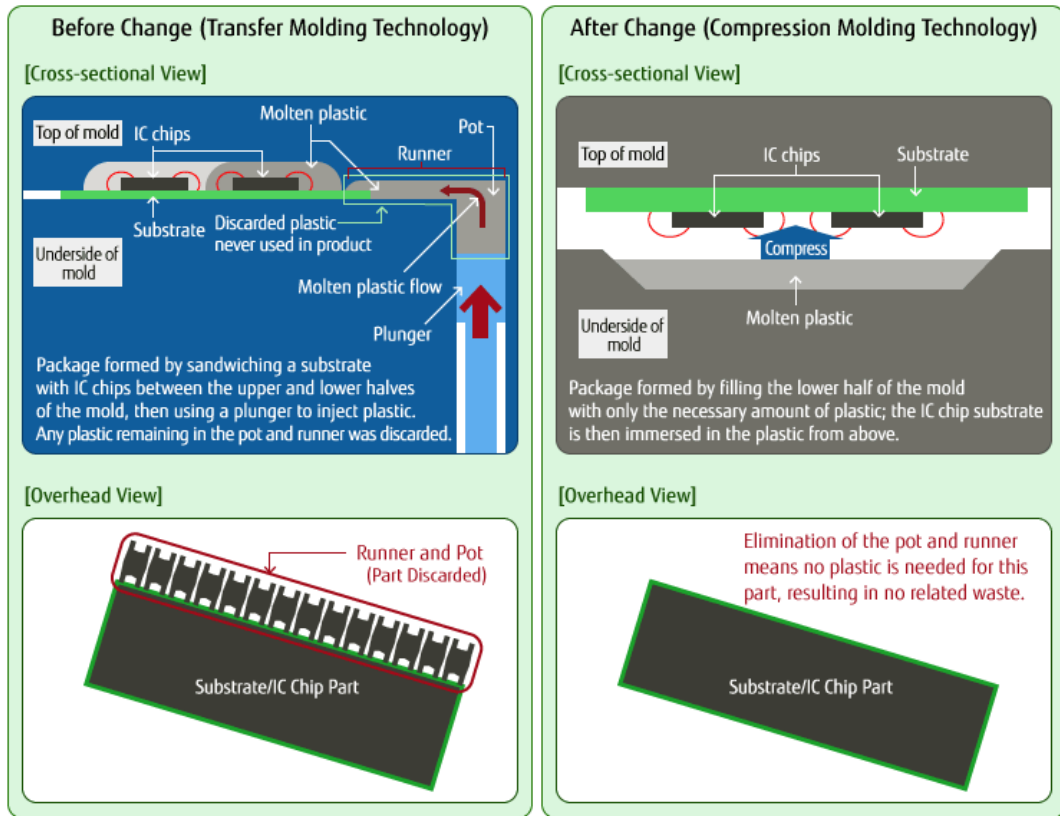 Before Change (Transfer Molding Technology)
[Cross-sectional View]
Top of mold
IC chips
Molten plastic
Pot
Runner
Substrate
Discarded plastic
never used in product
Underside of
mold
Molten plastic flow
Plunger
Package formed by sandwiching a substrate
with IC chips between the upper and lower halves
of the mold, then using a plunger to inject plastic.
Any plastic remaining in the pot and runner was discarded.
[Overhead View]
Runner and Pot
(Part Discarded)
Substrate/IC Chip Part
After Change (Compression Molding Technology)
[Cross-sectional View]
Top of mold
IC chips
Substrate
Compress
Molten plastic
Underside of
mold
Package formed by filling the lower half of the mold
with only the necessary amount of plastic; the IC chip substrate
is then immersed in the plastic from above.
[Overhead View]
Elimination of the pot and runner
means no plastic is needed for this
part, resulting in no related waste.
Substrate/IC Chip Part